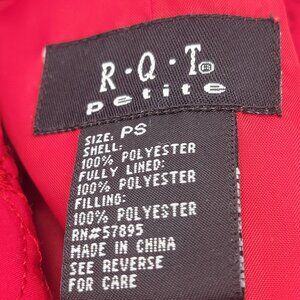 R·Q·T®
petite
SIZE: PS
SHELL:
100% POLYESTER
FULLY LINED:
100% POLYESTER
FILLING:
100% POLYESTER
RN#57895
MADE IN CHINA
SEE REVERSE
FOR CARE